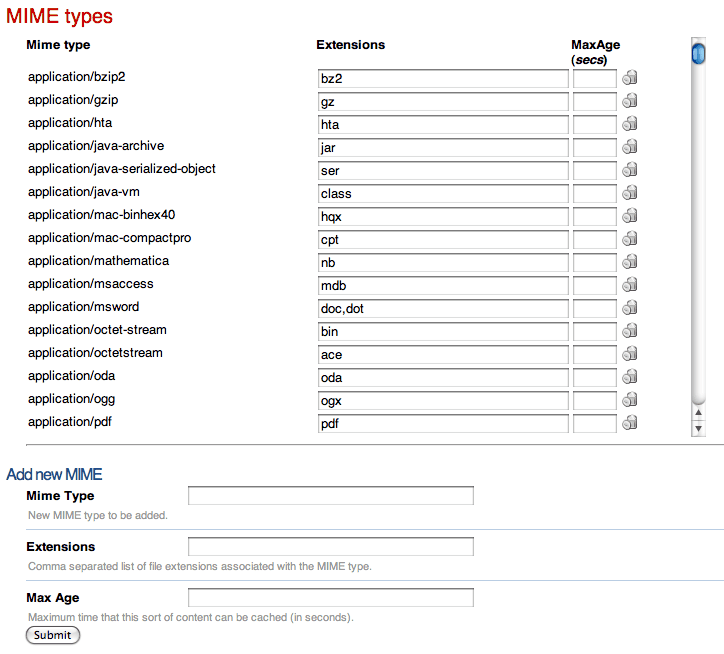 MIME types
Mime type Extensions MaxAge
(secs)
application/bzip2 bz2
application/gzip gz
application/hta hta
application/java-archive jar
application/java-serialized-object ser
application/java-vm class
application/mac-binhex40 hqx
application/mac-compactpro cpt
application/mathematica nb
application/msaccess mdb
application/msword doc,dot
application/octet-stream bin
application/octetstream ace
application/oda oda
application/ogg ogx
application/pdf pdf
Add new MIME
Mime Type
New MIME type to be added.
Extensions
Comma separated list of file extensions associated with the MIME type.
Max Age
Maximum time that this sort of content can be cached (in seconds).
Submit